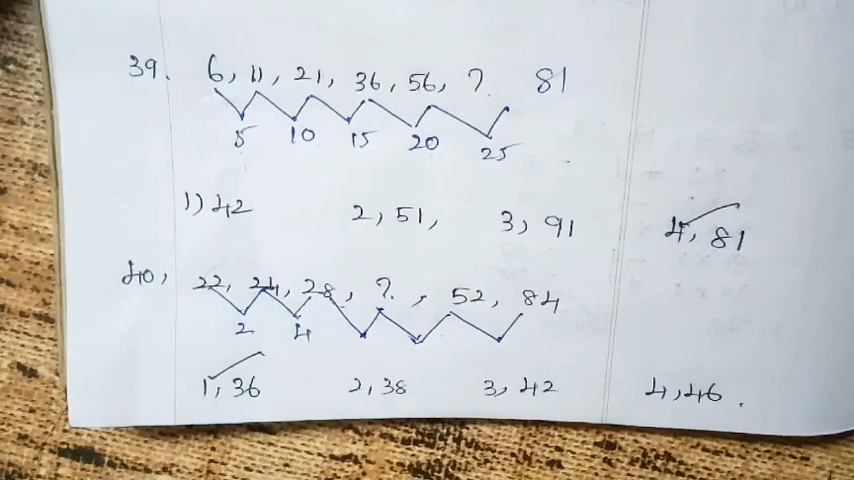 39. 6, 11, 21, 36, 56, ? 81
5 10 15 20 25
1) 42 2, 51, 3, 91 4, 81
40, 22, 24, 28, ?, 52, 84
2 4
1, 36 2, 38 3, 42 4, 46.